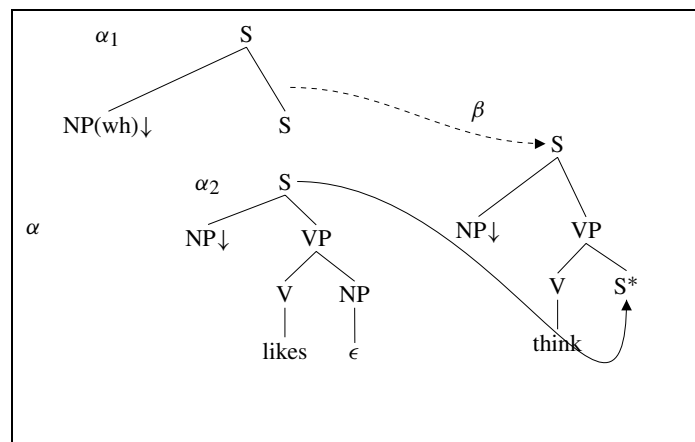 α1 S
β
NP(wh)↓ S
S
α2 S
α
NP↓ VP
NP↓ VP
V NP
V S*
likes ϵ
think